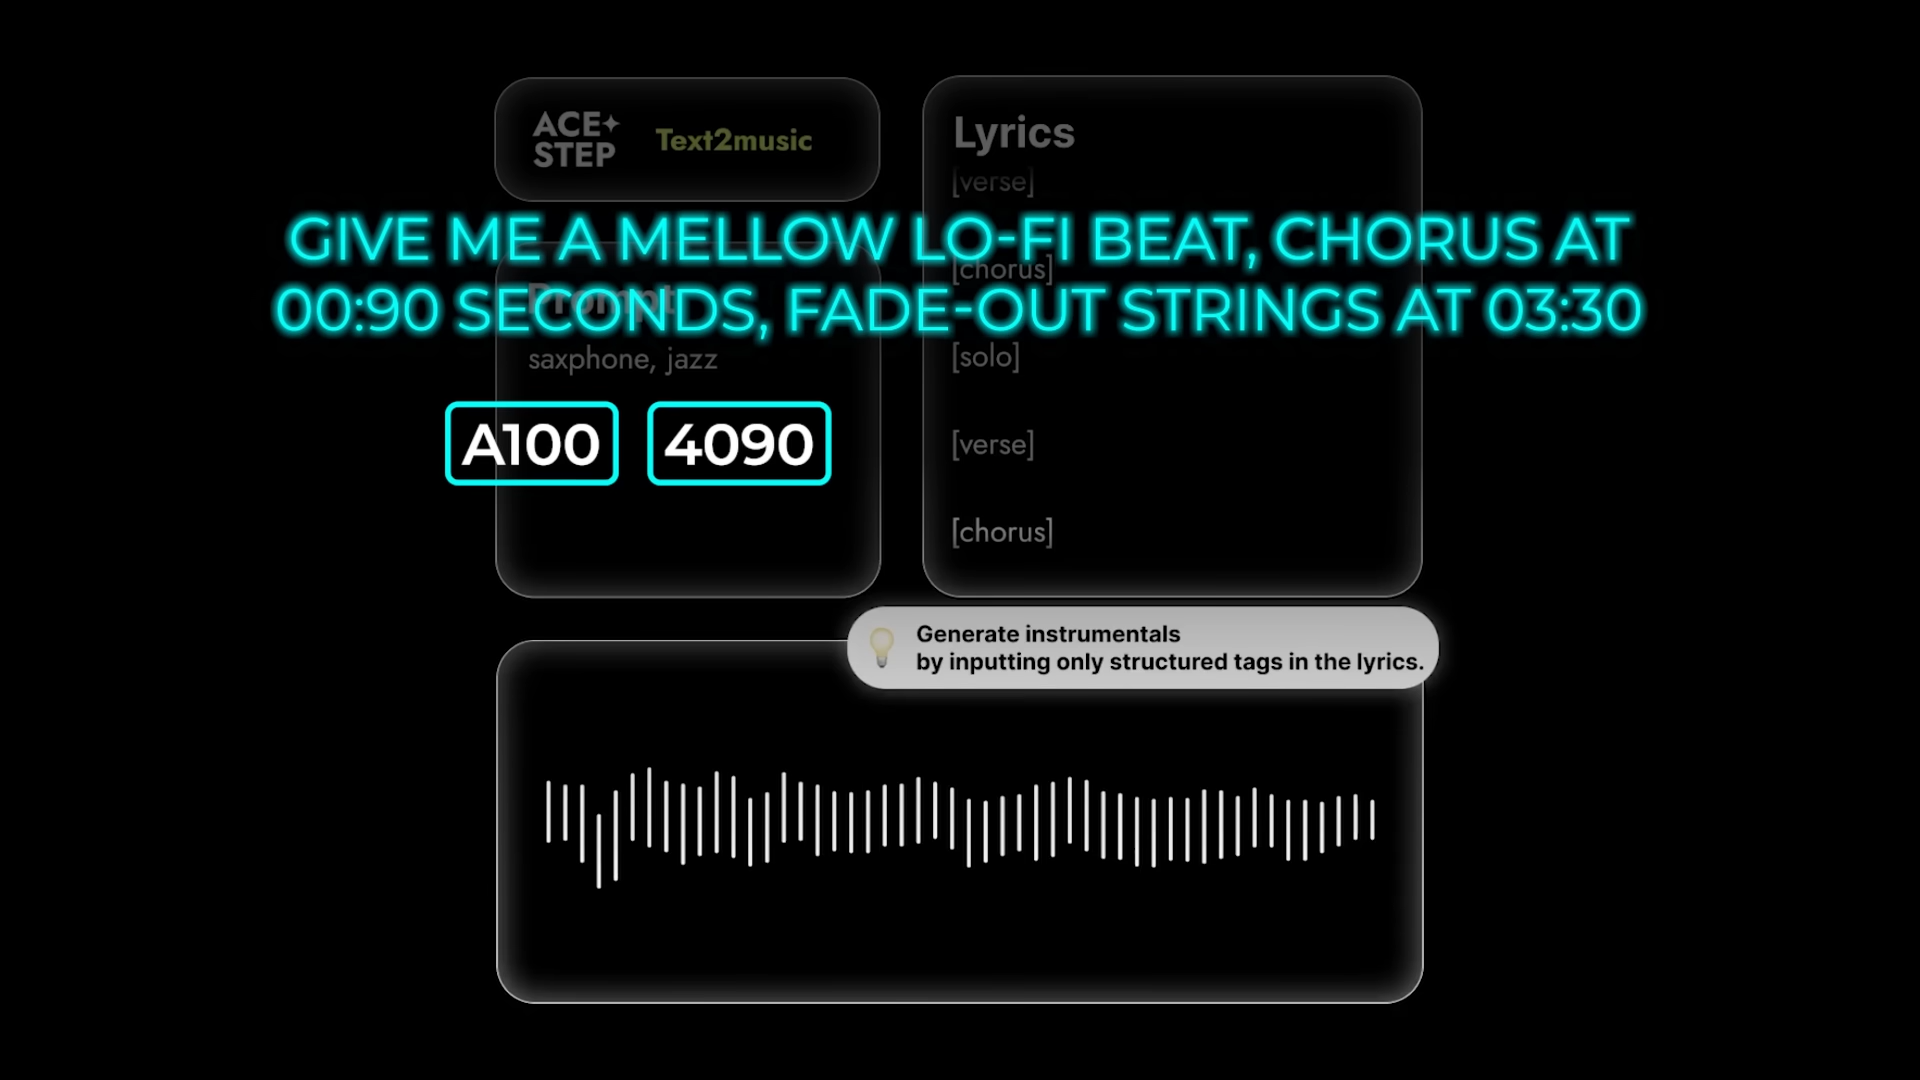 ACE
STEP
Text2music
Lyrics
[verse]
GIVE ME A MELLOW LO-FI BEAT, CHORUS AT
[chorus]
00:90 SECONDS, FADE-OUT STRINGS AT 03:30
Prompt
saxphone, jazz
[solo]
A100
4090
[verse]
[chorus]
Generate instrumentals
by inputting only structured tags in the lyrics.